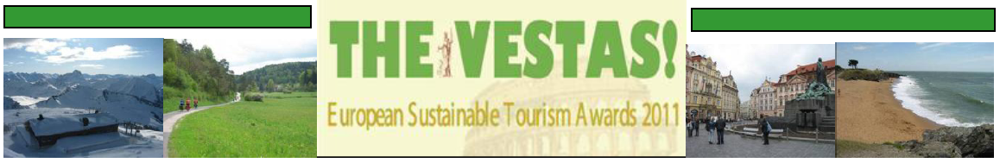 THE VESTAS!
European Sustainable Tourism Awards 2011